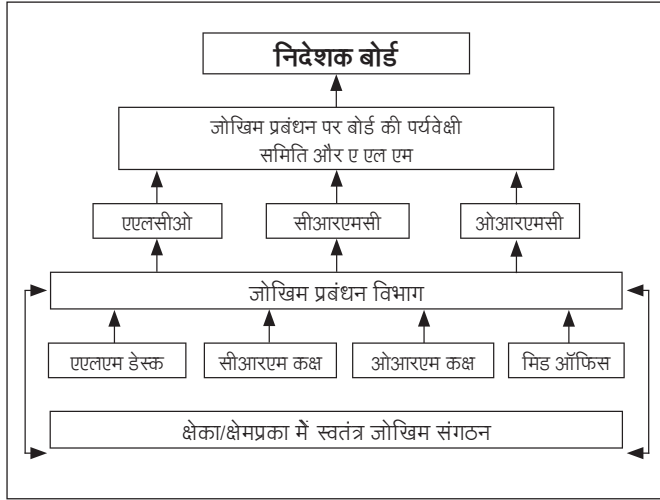 निदेशक बोर्ड
जोखिम प्रबंधन पर बोर्ड की पर्यवेक्षी
समिति और ए एल एम
एएलसीओ
सीआरएमसी
ओआरएमसी
जोखिम प्रबंधन विभाग
एएलएम डेस्क
सीआरएम कक्ष
ओआरएम कक्ष
मिड ऑफिस
क्षेका/क्षेमप्रका में स्वतंत्र जोखिम संगठन